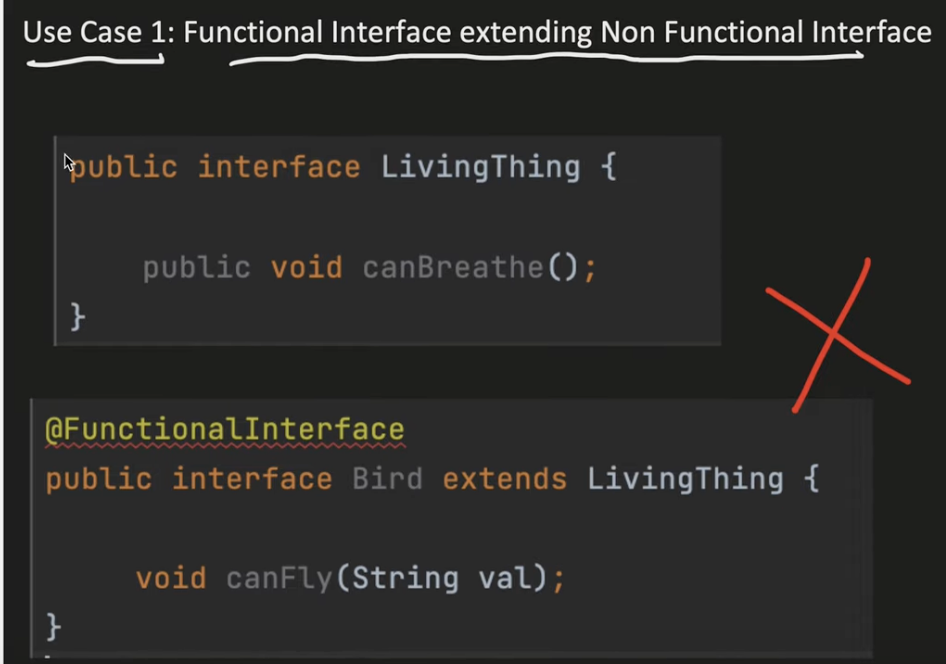 Use Case 1: Functional Interface extending Non Functional Interface
public interface LivingThing {
public void canBreathe();
}
@FunctionalInterface
public interface Bird extends LivingThing {
void canFly(String val);
}